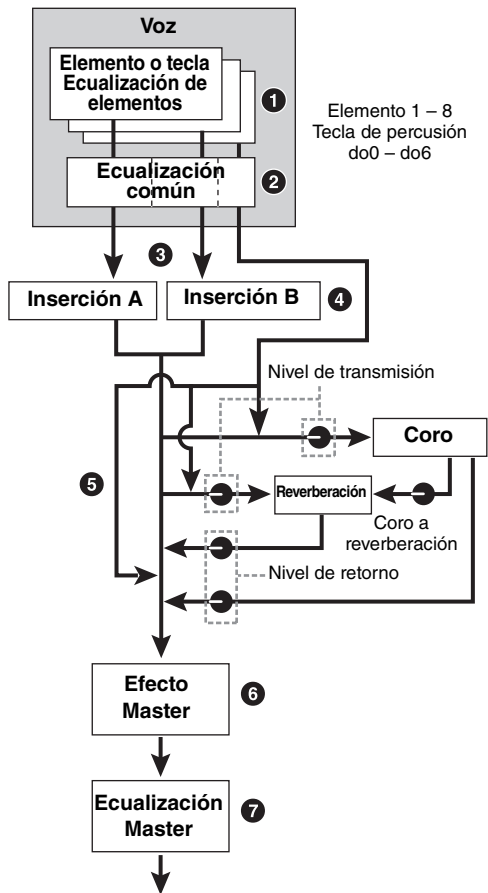 Voz
Elemento o tecla
Ecualización de
elementos
1
Elemento 1 – 8
Tecla de percusión
do0 – do6
Ecualización
común
2
3
Inserción A
Inserción B
4
Nivel de transmisión
Coro
5
Reverberación
Coro a
reverberación
Nivel de retorno
Efecto
Master
6
Ecualización
Master
7